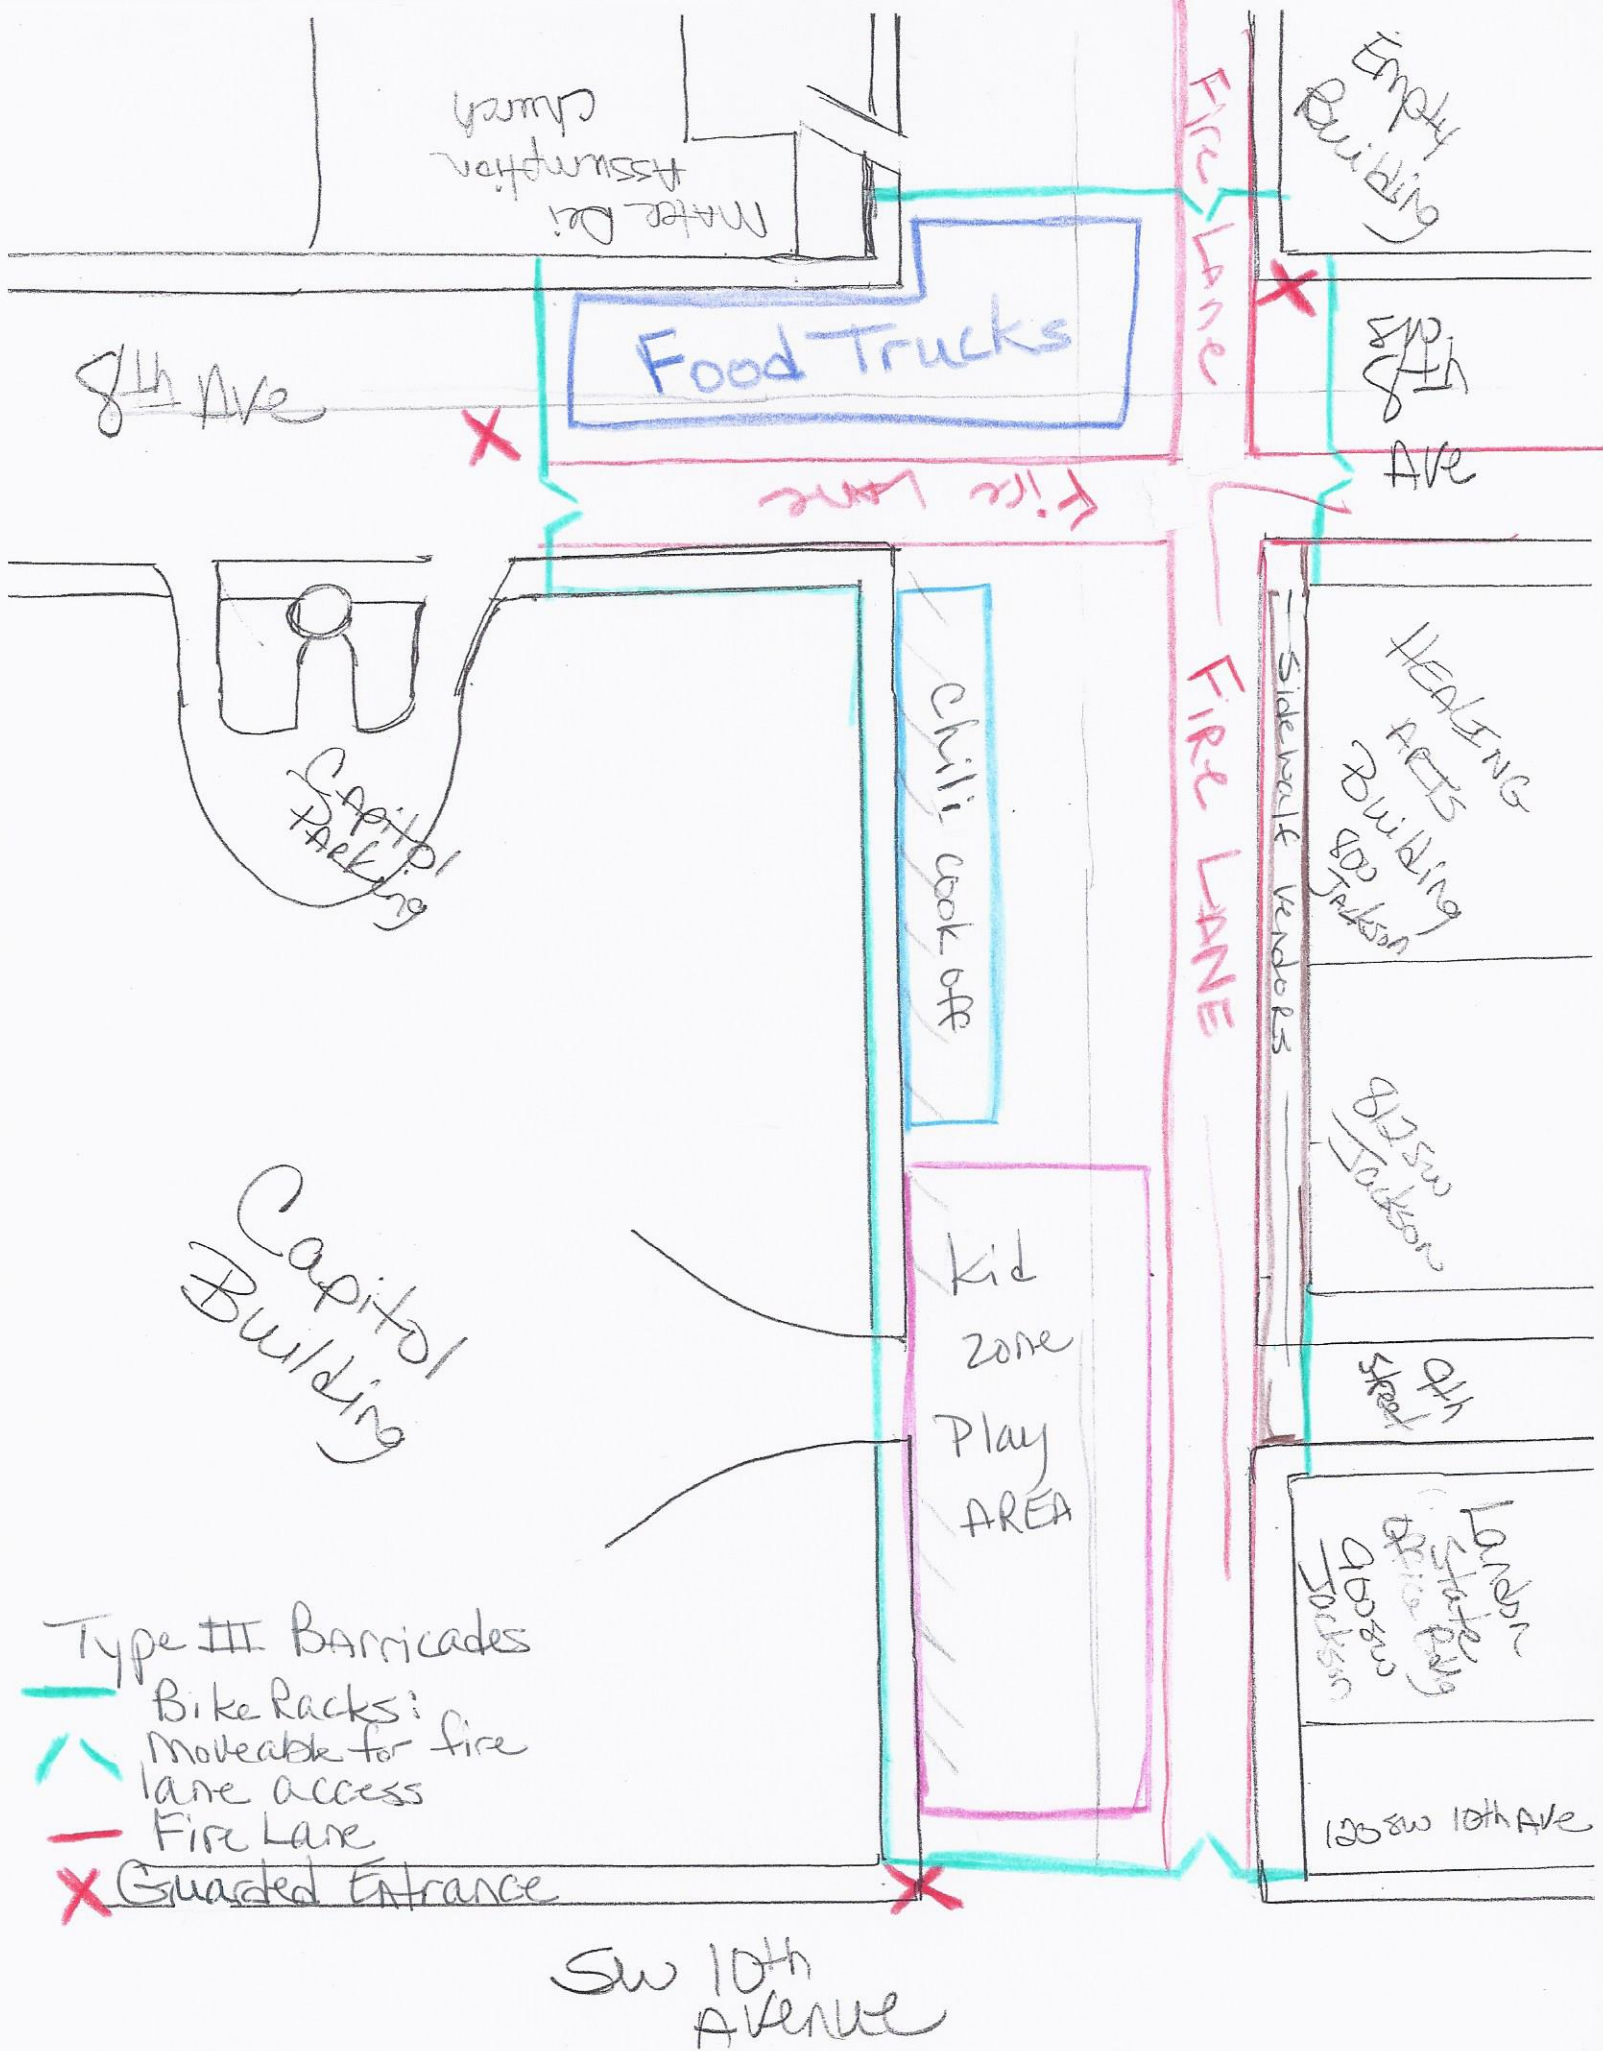 Mater Dei
Assumption
Church
Fire Lane
Empty
Building
8th Ave
Food Trucks
8th
Ave
Fire Lane
Capitol
Parking
Chili cook off
FIRE LANE
Sidewalk Vendors
HEALING
ARTS
Building
800
Jackson
812 SW
Jackson
Capitol
Building
Kid
Zone
Play
AREA
9th
Street
Landon
State
Office Bldg
900 SW
Jackson
120 SW 10th Ave
Type III Barricades
Bike Racks:
Moveable for fire
lane access
Fire Lane
Guarded Entrance
SW 10th
Avenue